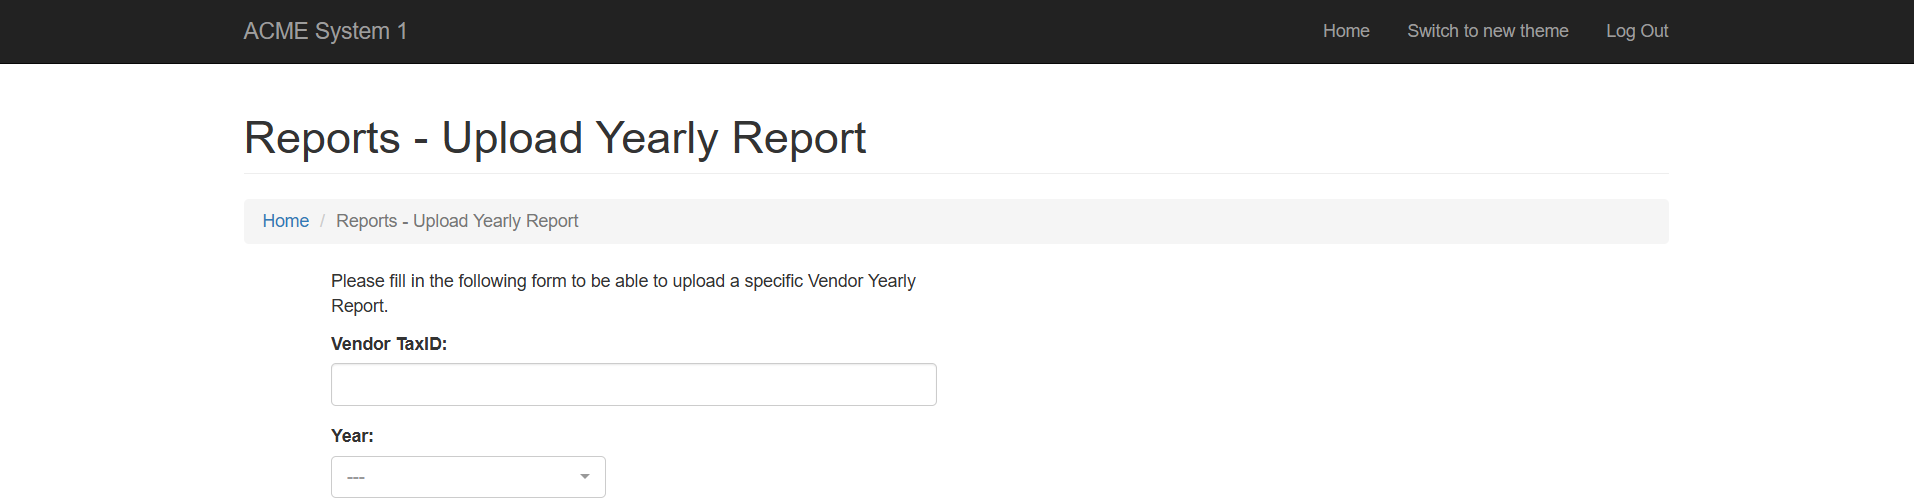 ACME System 1
Home
Switch to new theme
Log Out
Reports - Upload Yearly Report
Home / Reports - Upload Yearly Report
Please fill in the following form to be able to upload a specific Vendor Yearly
Report.
Vendor TaxID:
Year:
---